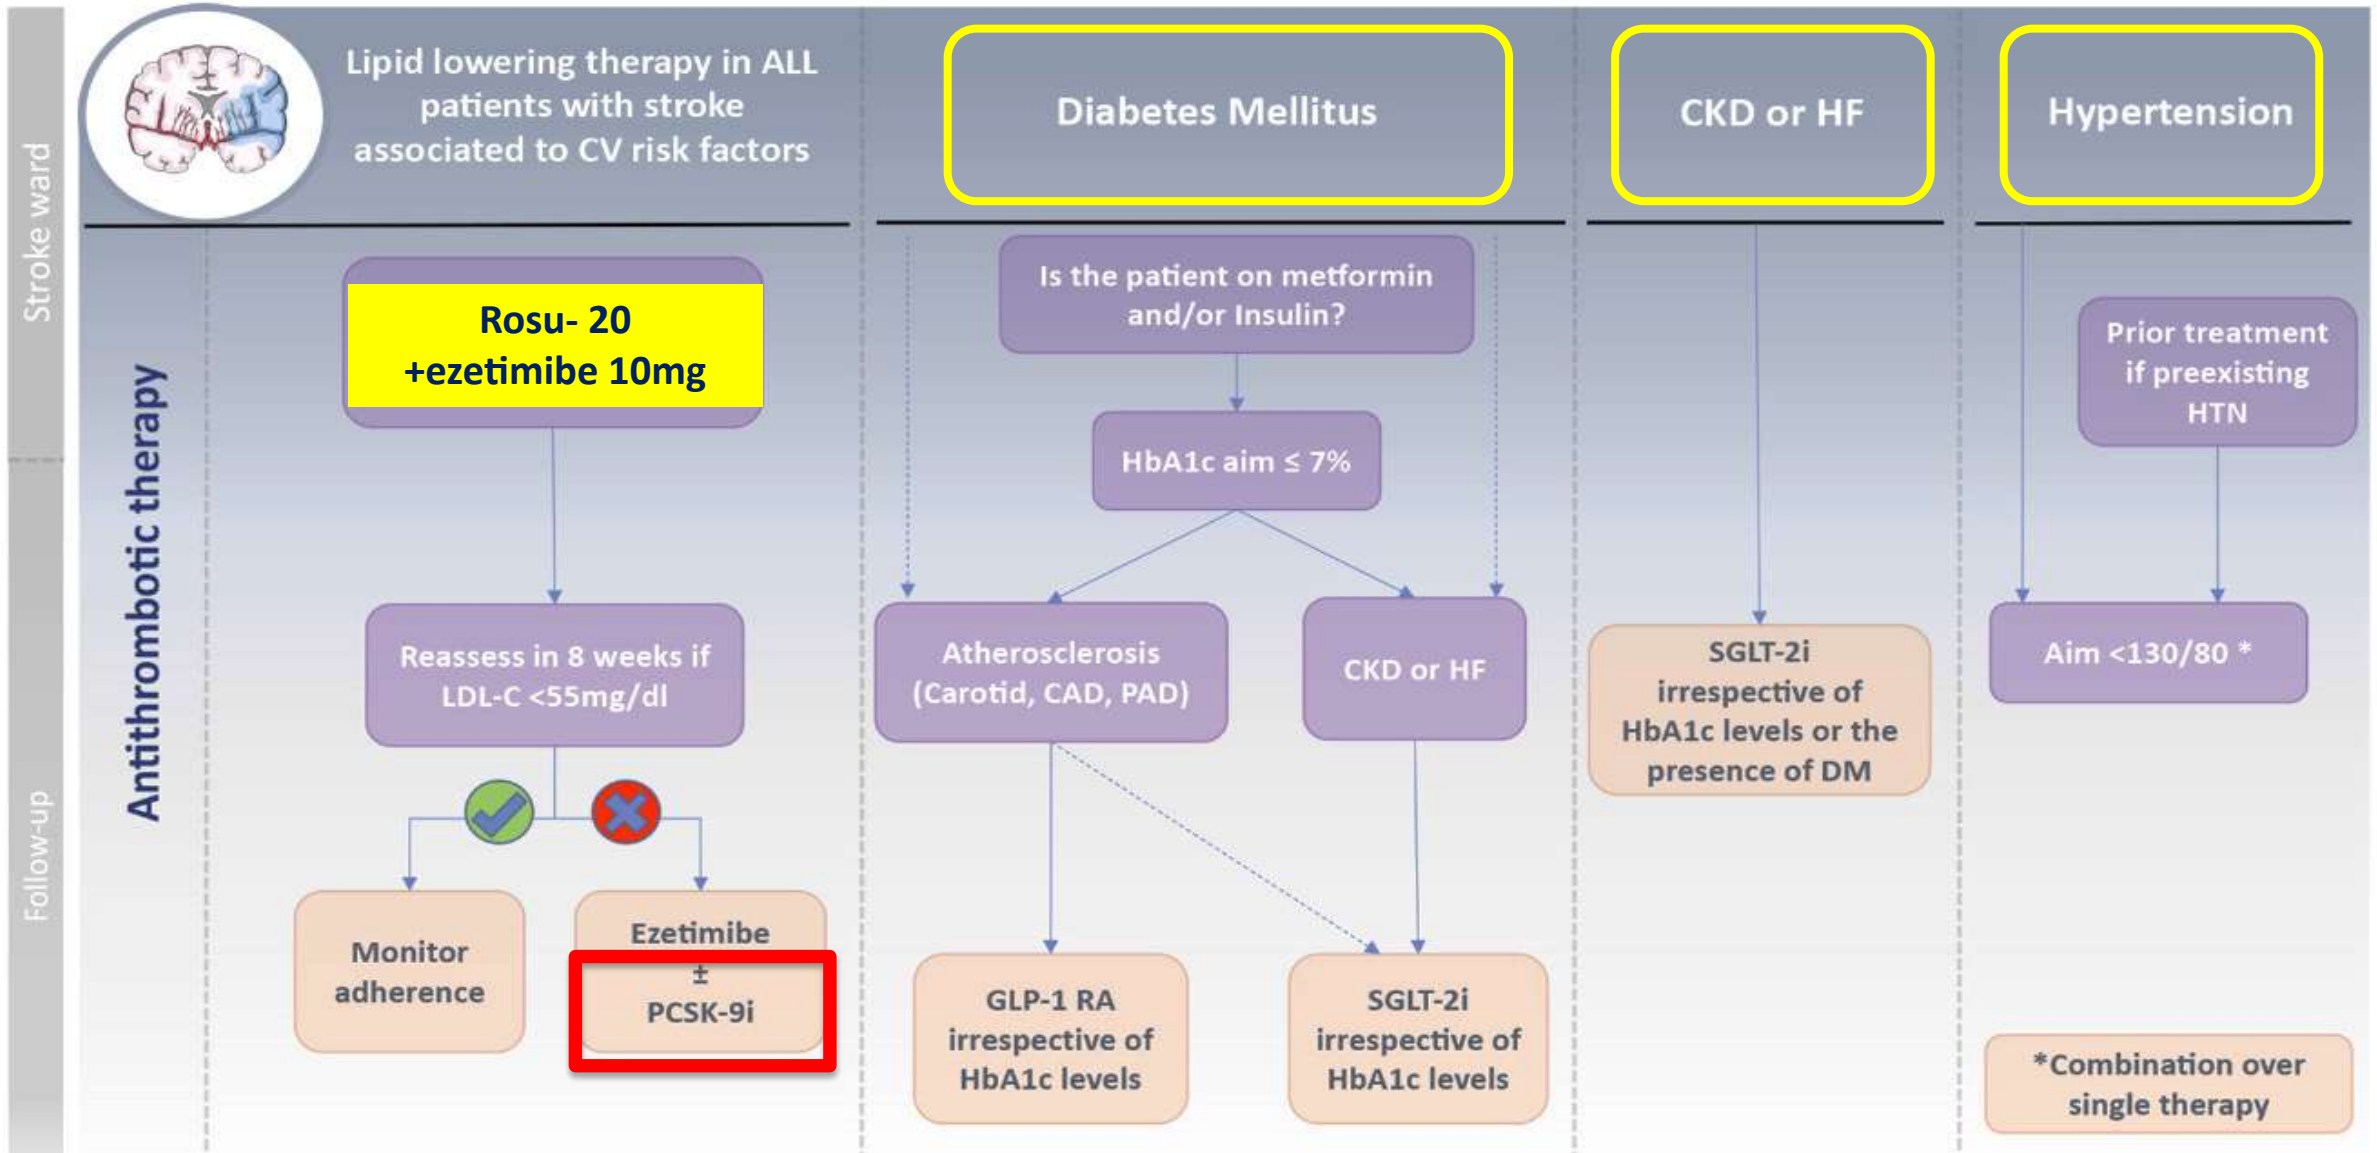 Stroke ward
Follow-up
Antithrombotic therapy
Lipid lowering therapy in ALL
patients with stroke
associated to CV risk factors
Rosu- 20
+ezetimibe 10mg
Reassess in 8 weeks if
LDL-C <55mg/dl
Monitor
adherence
Ezetimibe
±
PCSK-9i
Diabetes Mellitus
Is the patient on metformin
and/or Insulin?
HbA1c aim ≤ 7%
Atherosclerosis
(Carotid, CAD, PAD)
CKD or HF
GLP-1 RA
irrespective of
HbA1c levels
SGLT-2i
irrespective of
HbA1c levels
CKD or HF
SGLT-2i
irrespective of
HbA1c levels or the
presence of DM
Hypertension
Prior treatment
if preexisting
HTN
Aim <130/80 *
*Combination over
single therapy